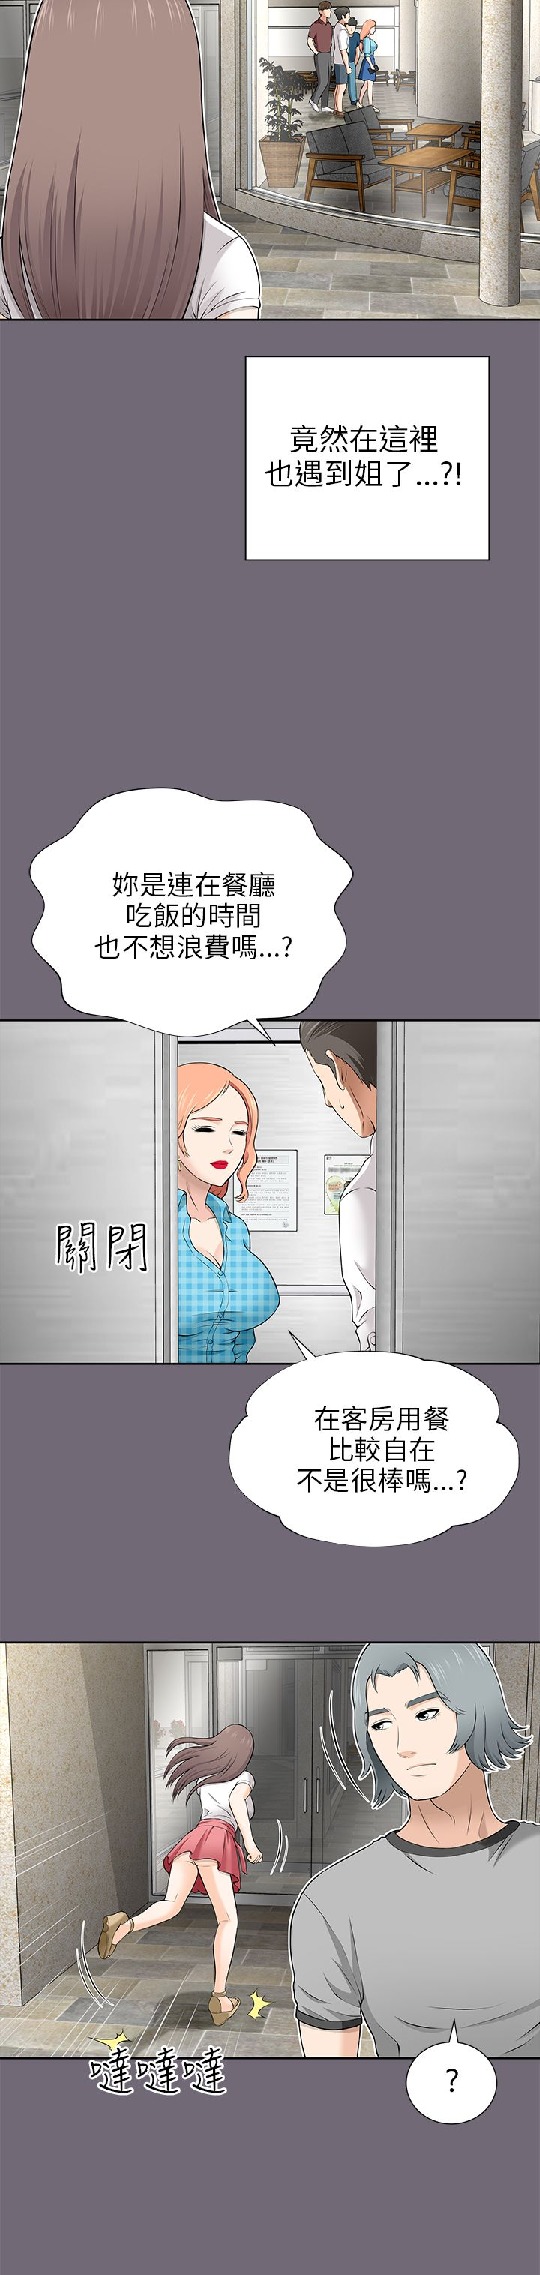 竟然在這裡
也遇到姐了...?!
妳是連在餐廳
吃飯的時間
也不想浪費嗎...?
關閉
在客房用餐
比較自在
不是很棒嗎...?
噠噠噠
?